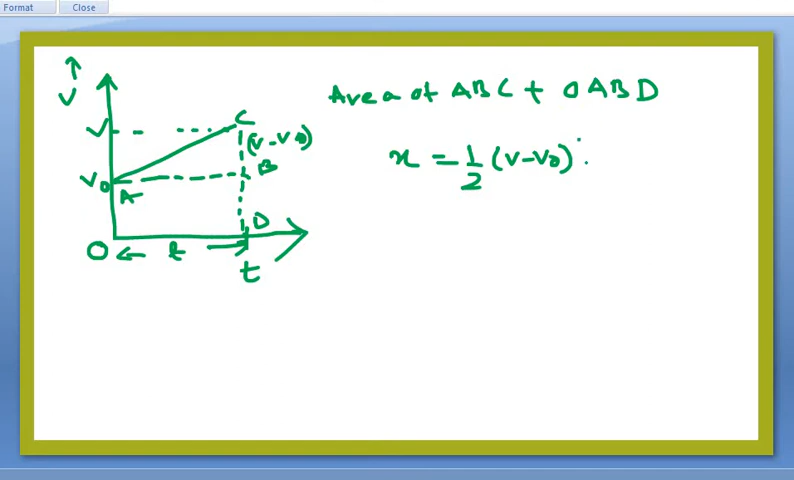 Format Close
Area of ABC + OABD
x = 1/2 (v-v0)
V
V
C
(v-v0)
V0
A
B
D
O
t
t